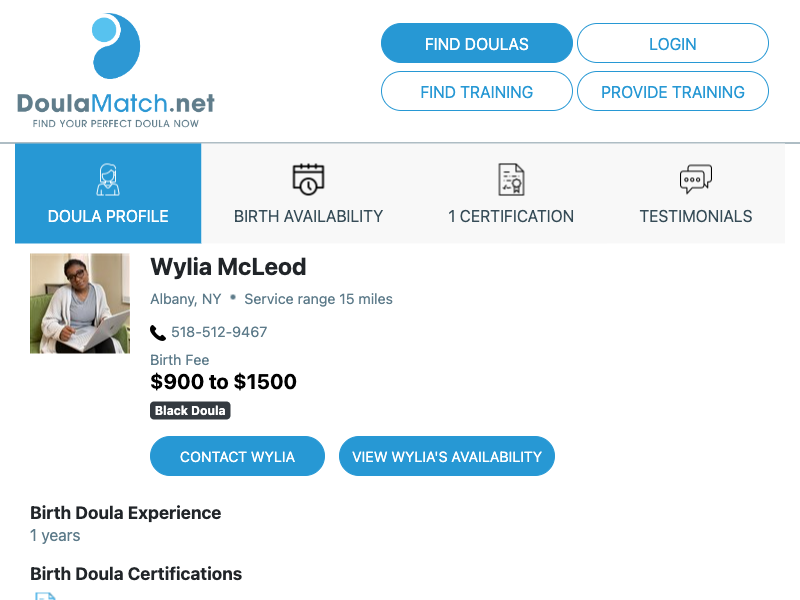 FIND DOULAS
LOGIN
FIND TRAINING
PROVIDE TRAINING
DoulaMatch.net
FIND YOUR PERFECT DOULA NOW
DOULA PROFILE
BIRTH AVAILABILITY
1 CERTIFICATION
TESTIMONIALS
Wylia McLeod
Albany, NY • Service range 15 miles
518-512-9467
Birth Fee
$900 to $1500
Black Doula
CONTACT WYLIA
VIEW WYLIA'S AVAILABILITY
Birth Doula Experience
1 years
Birth Doula Certifications